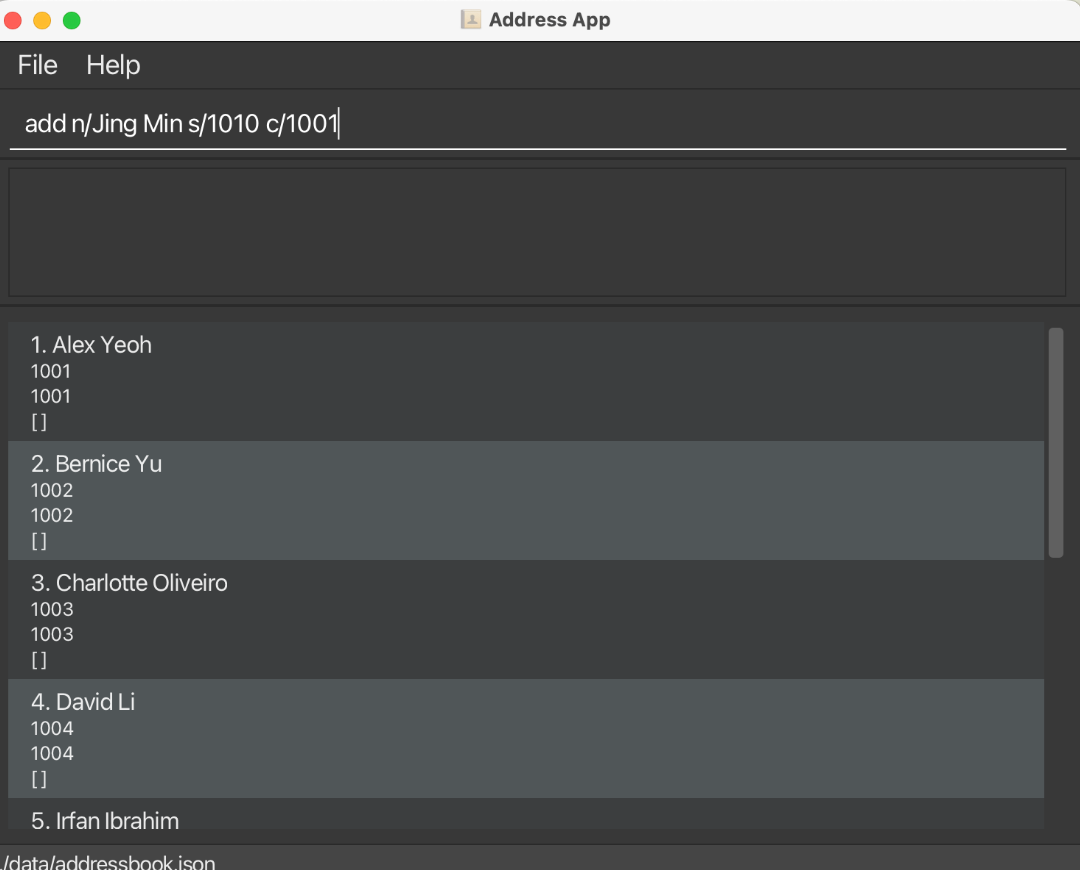 Address App
File Help
add n/Jing Min s/1010 c/1001
1. Alex Yeoh
1001
1001
[]
2. Bernice Yu
1002
1002
[]
3. Charlotte Oliveiro
1003
1003
[]
4. David Li
1004
1004
[]
5. Irfan Ibrahim
./data/addressbook.json